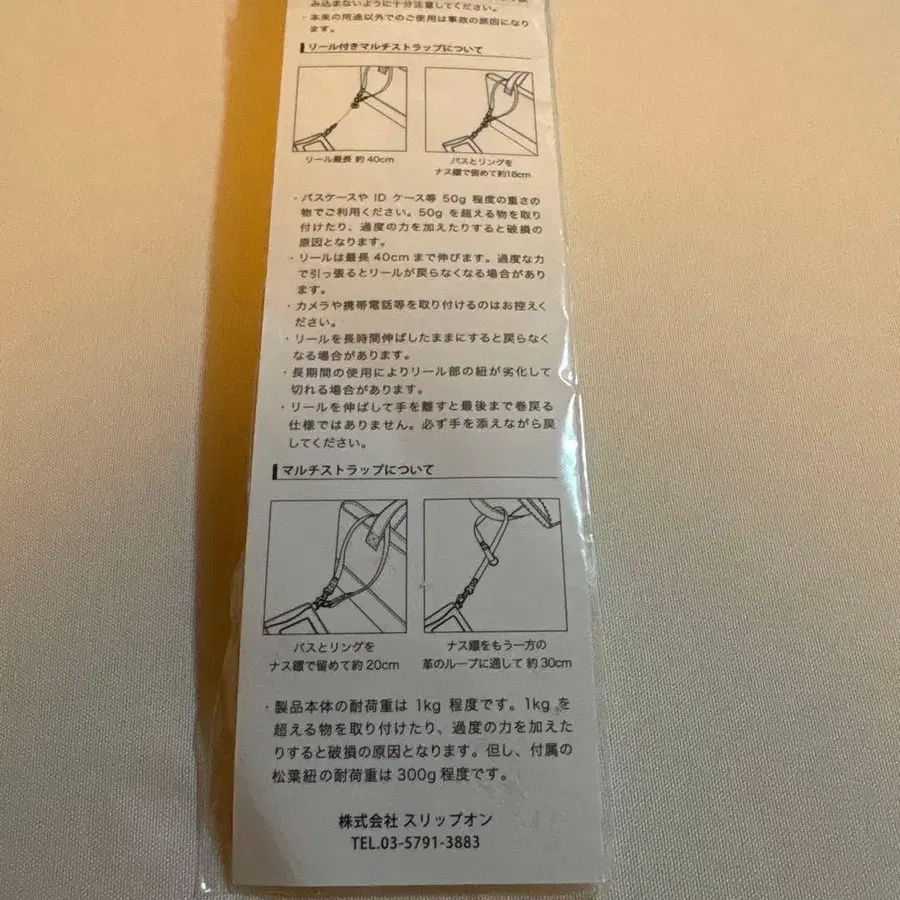 み込まないように十分注意してください。
・本来の用途以外でのご使用は事故の原因になり
ます。
リール付きマルチストラップについて
リール最長 約 40cm
パスとリングを
ナス鐶で留めて約18cm
・パスケースや ID ケース等 50g 程度の重さの
物でご利用ください。50g を超える物を取り
付けたり、過度の力を加えたりすると破損の
原因となります。
・リールは最長 40cm まで伸びます。過度な力
で引っ張るとリールが戻らなくなる場合があり
ます。
・カメラや携帯電話等を取り付けるのはお控えく
ださい。
・リールを長時間伸ばしたままにすると戻らなく
なる場合があります。
・長期間の使用によりリール部の紐が劣化して
切れる場合があります。
・リールを伸ばして手を離すと最後まで巻戻る
仕様ではありません。必ず手を添えながら戻
してください。
マルチストラップについて
パスとリングを
ナス鐶で留めて約 20cm
ナス鐶をもう一方の
革のループに通して 約 30cm
・製品本体の耐荷重は 1kg 程度です。1kg を
超える物を取り付けたり、過度の力を加えた
りすると破損の原因となります。但し、付属の
松葉紐の耐荷重は 300g 程度です。
株式会社 スリップオン
TEL.03-5791-3883